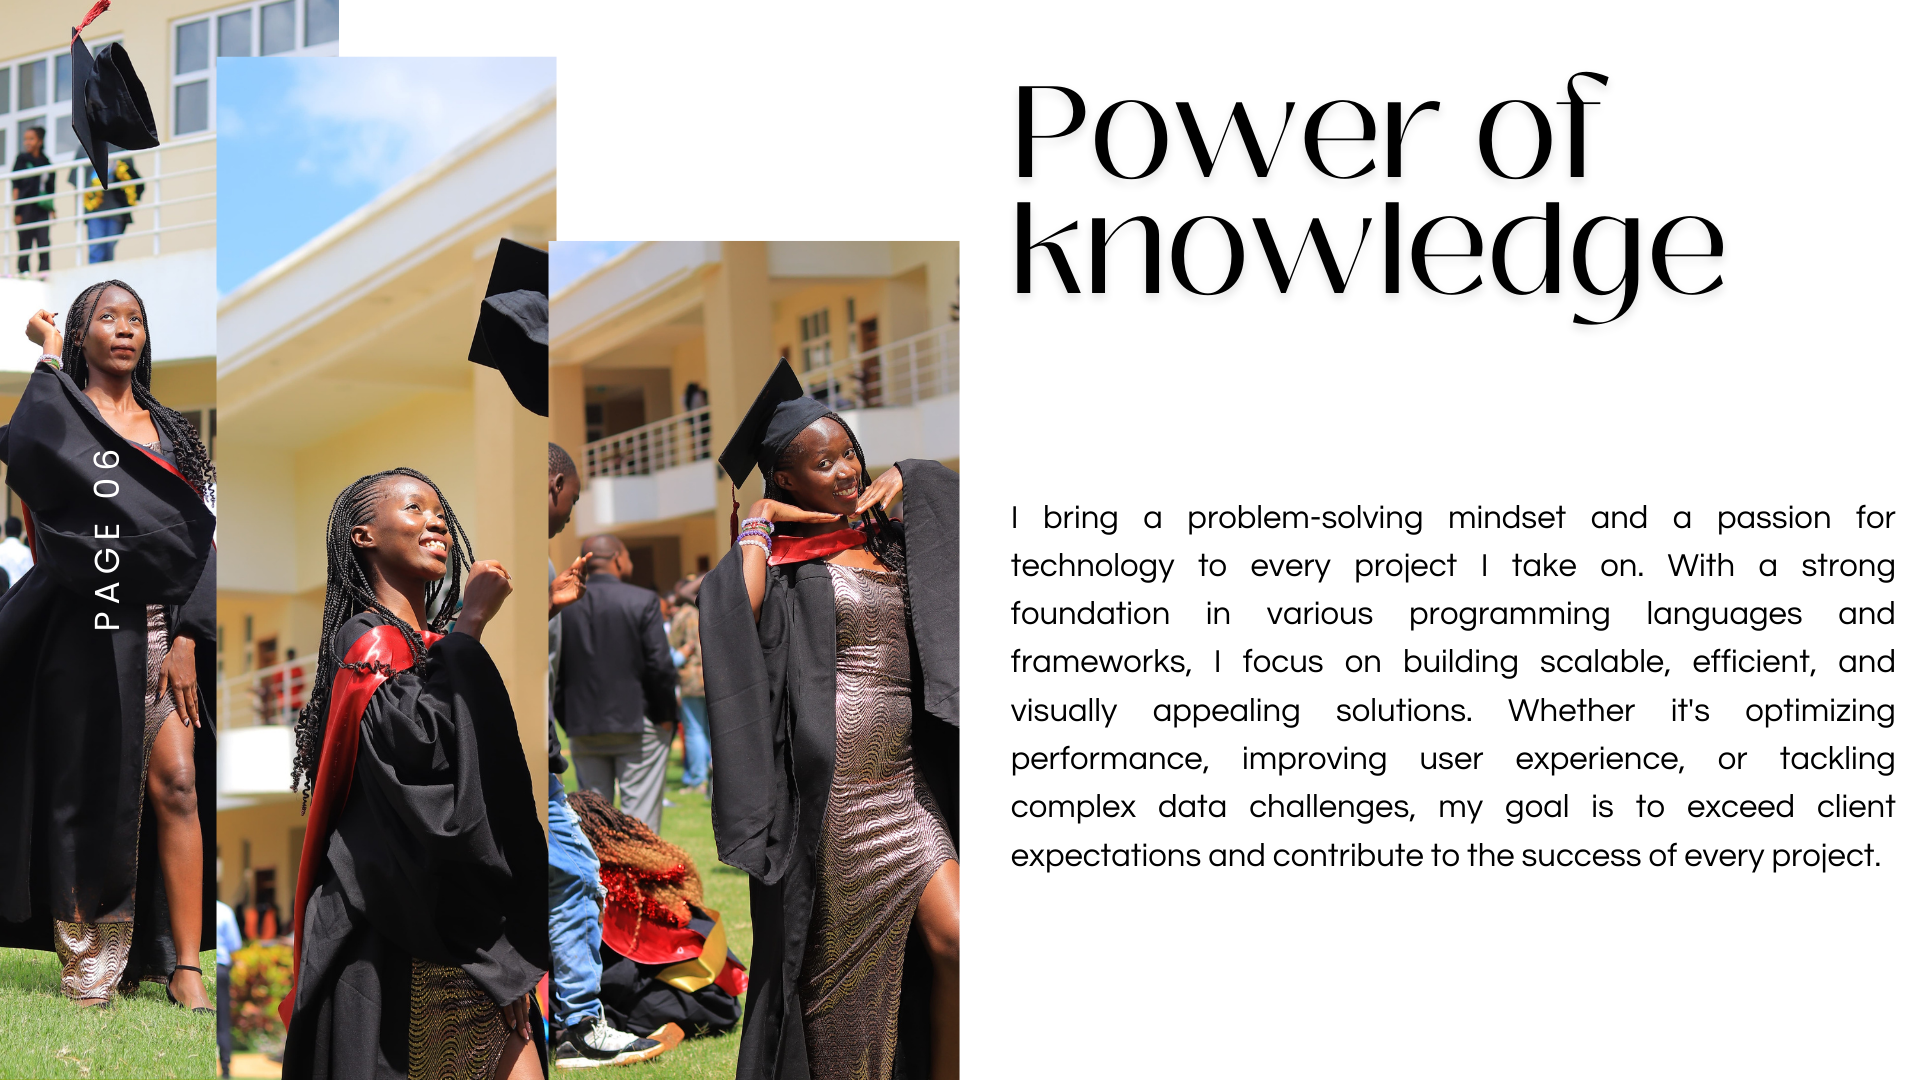 PAGE 06
Power of
knowledge
I bring a problem-solving mindset and a passion for
technology to every project I take on. With a strong
foundation in various programming languages and
frameworks, I focus on building scalable, efficient, and
visually appealing solutions. Whether it's optimizing
performance, improving user experience, or tackling
complex data challenges, my goal is to exceed client
expectations and contribute to the success of every project.